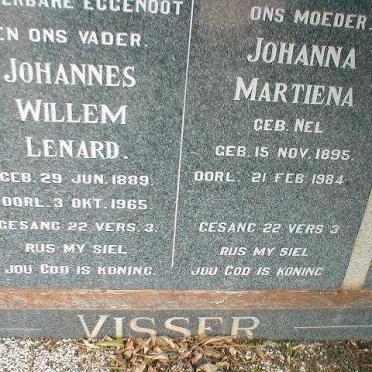 EGGENOOT
EN ONS VADER.
JOHANNES
WILLEM
LENARD.
GEB. 29 JUN. 1889.
OORL. 3 OKT. 1965.
GESANG 22 VERS. 3.
RUS MY SIEL
JOU GOD IS KONING.
ONS MOEDER.
JOHANNA
MARTIENA
GEB. NEL
GEB. 15 NOV. 1895.
OORL. 21 FEB. 1984
GESANG 22 VERS 3
RUS MY SIEL
JOU GOD IS KONING
VISSER